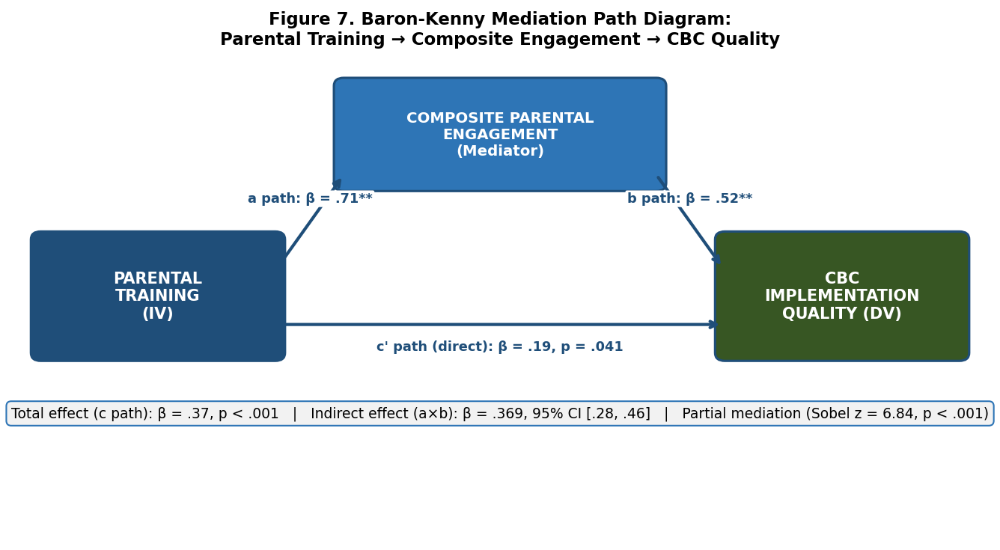 Figure 7. Baron-Kenny Mediation Path Diagram:
Parental Training → Composite Engagement → CBC Quality
COMPOSITE PARENTAL
ENGAGEMENT
(Mediator)
a path: β = .71**
b path: β = .52**
PARENTAL
TRAINING
(IV)
CBC
IMPLEMENTATION
QUALITY (DV)
c' path (direct): β = .19, p = .041
Total effect (c path): β = .37, p < .001 | Indirect effect (a×b): β = .369, 95% CI [.28, .46] | Partial mediation (Sobel z = 6.84, p < .001)